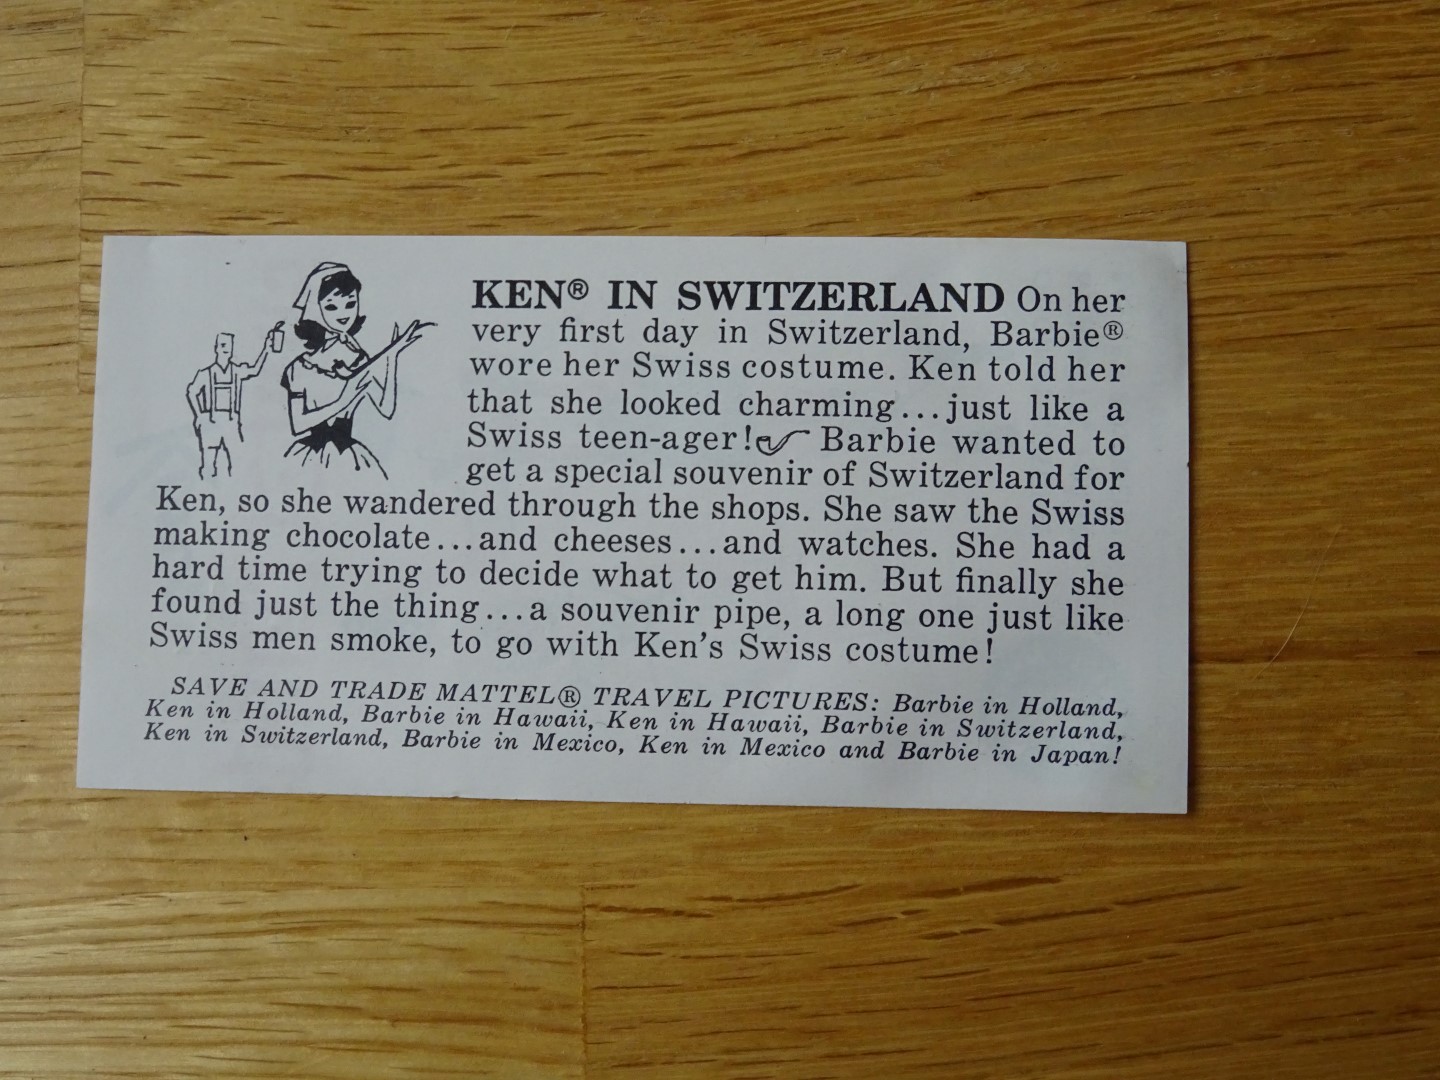 KEN® IN SWITZERLAND On her
very first day in Switzerland, Barbie®
wore her Swiss costume. Ken told her
that she looked charming...just like a
Swiss teen-ager! Barbie wanted to
get a special souvenir of Switzerland for
Ken, so she wandered through the shops. She saw the Swiss
making chocolate...and cheeses...and watches. She had a
hard time trying to decide what to get him. But finally she
found just the thing...a souvenir pipe, a long one just like
Swiss men smoke, to go with Ken's Swiss costume!
SAVE AND TRADE MATTEL® TRAVEL PICTURES: Barbie in Holland,
Ken in Holland, Barbie in Hawaii, Ken in Hawaii, Barbie in Switzerland,
Ken in Switzerland, Barbie in Mexico, Ken in Mexico and Barbie in Japan!